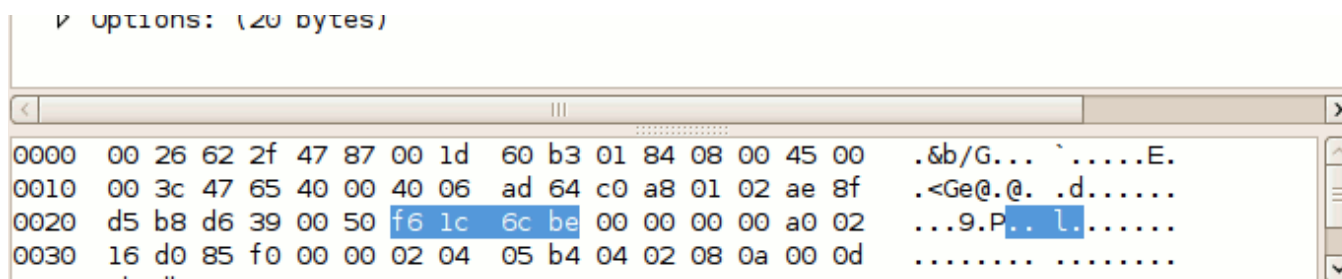 Options: (20 bytes)
0000 00 26 62 2f 47 87 00 1d 60 b3 01 84 08 00 45 00 .&b/G... `.....E.
0010 00 3c 47 65 40 00 40 06 ad 64 c0 a8 01 02 ae 8f .<Ge@.@. .d......
0020 d5 b8 d6 39 00 50 f6 1c 6c be 00 00 00 00 a0 02 ...9.P.. l.......
0030 16 d0 85 f0 00 00 02 04 05 b4 04 02 08 0a 00 0d ........ ........